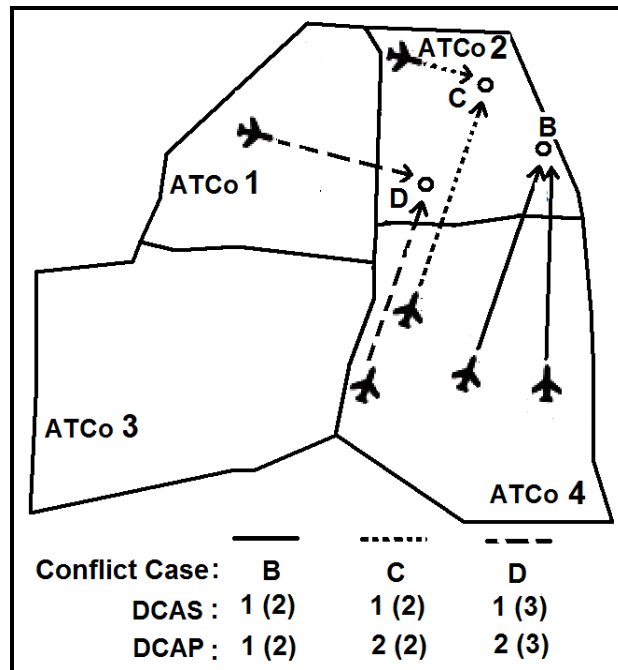 ATCo 2
C
B
ATCo 1
D
ATCo 3
ATCo 4
Conflict Case: B C D
DCAS : 1 (2) 1 (2) 1 (3)
DCAP : 1 (2) 2 (2) 2 (3)